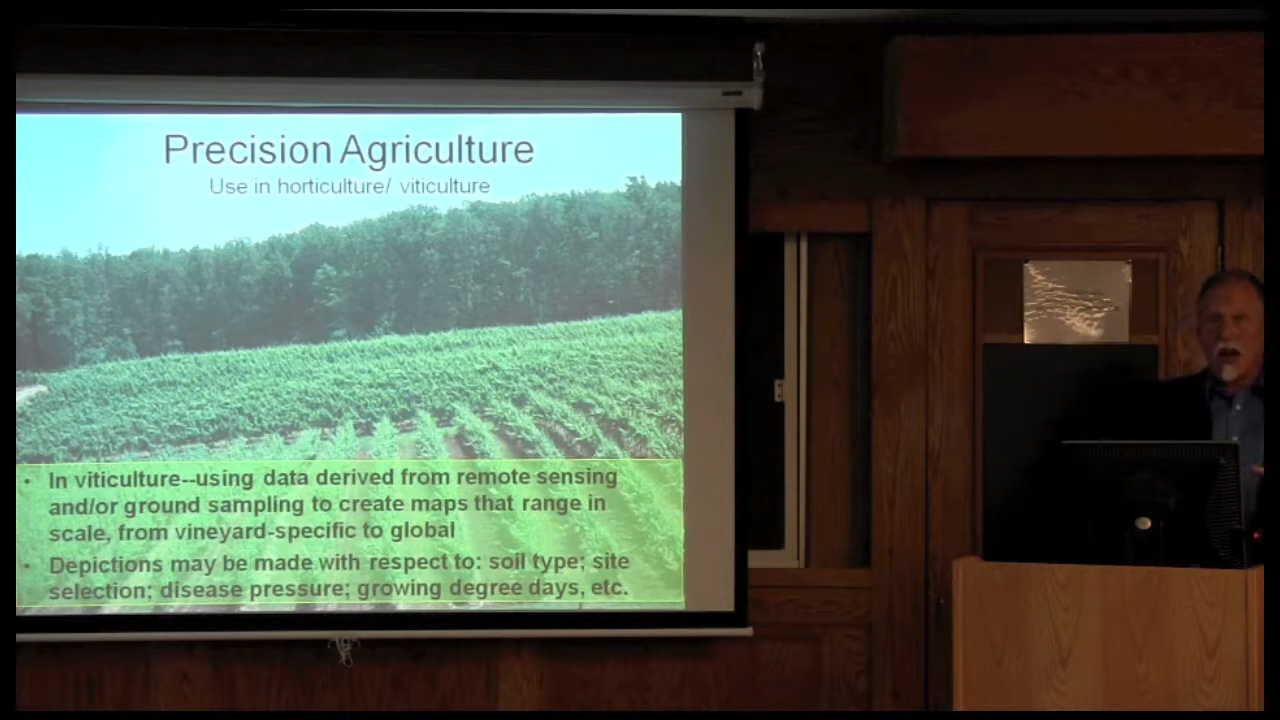 Precision Agriculture
Use in horticulture/ viticulture
• In viticulture--using data derived from remote sensing
and/or ground sampling to create maps that range in
scale, from vineyard-specific to global
• Depictions may be made with respect to: soil type; site
selection; disease pressure; growing degree days, etc.